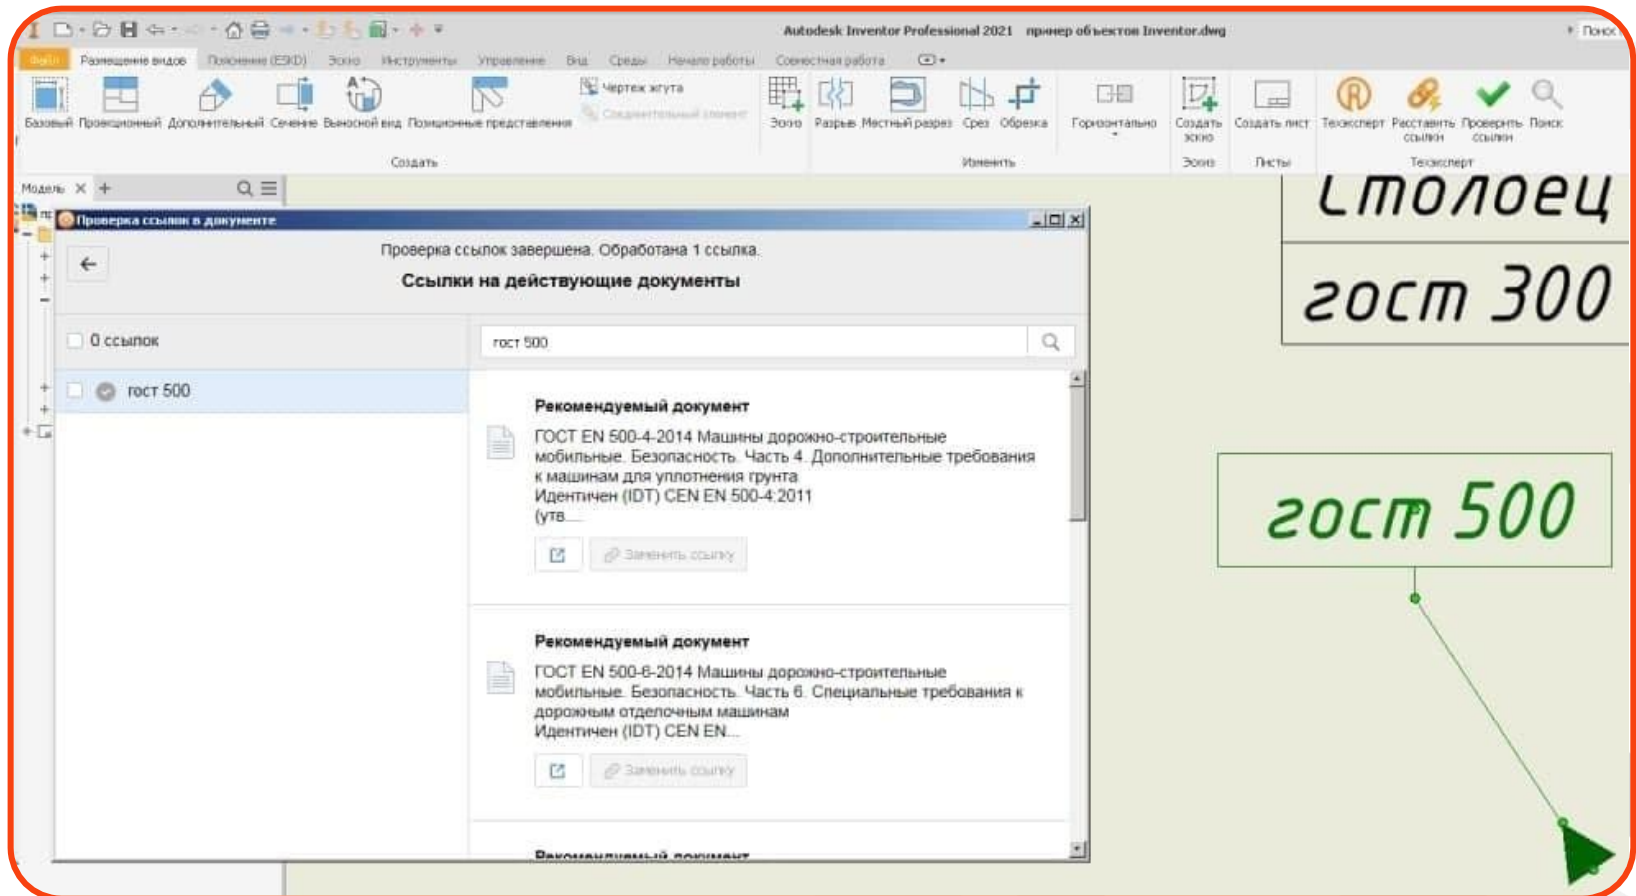 Autodesk Inventor Professional 2021 пример объектов Inventor.dwg
Файл Размещение видов Пояснение (ESKD) Эскиз Инструменты Управление Вид Среды Начало работы Совместная работа
Чертеж жгута
Соединительный элемент
Базовый Проекционный Дополнительный Сечение Выносной вид Позиционные представления Эскиз Разрыв Местный разрез Срез Обрезка Горизонтально Создать эскиз Создать лист Техэксперт Расставить ссылки Проверить ссылки Поиск
Создать Изменить Эскиз Листы Техэксперт
Модель
Столбец
гост 300
гост 500
Проверка ссылок в документе
Проверка ссылок завершена. Обработана 1 ссылка.
Ссылки на действующие документы
0 ссылок
гост 500
гост 500
Рекомендуемый документ
ГОСТ EN 500-4-2014 Машины дорожно-строительные
мобильные. Безопасность. Часть 4. Дополнительные требования
к машинам для уплотнения грунта
Идентичен (IDT) CEN EN 500-4:2011
(утв....
Заменить ссылку
Рекомендуемый документ
ГОСТ EN 500-6-2014 Машины дорожно-строительные
мобильные. Безопасность. Часть 6. Специальные требования к
дорожным отделочным машинам
Идентичен (IDT) CEN EN...
Заменить ссылку
Рекомендуемый документ